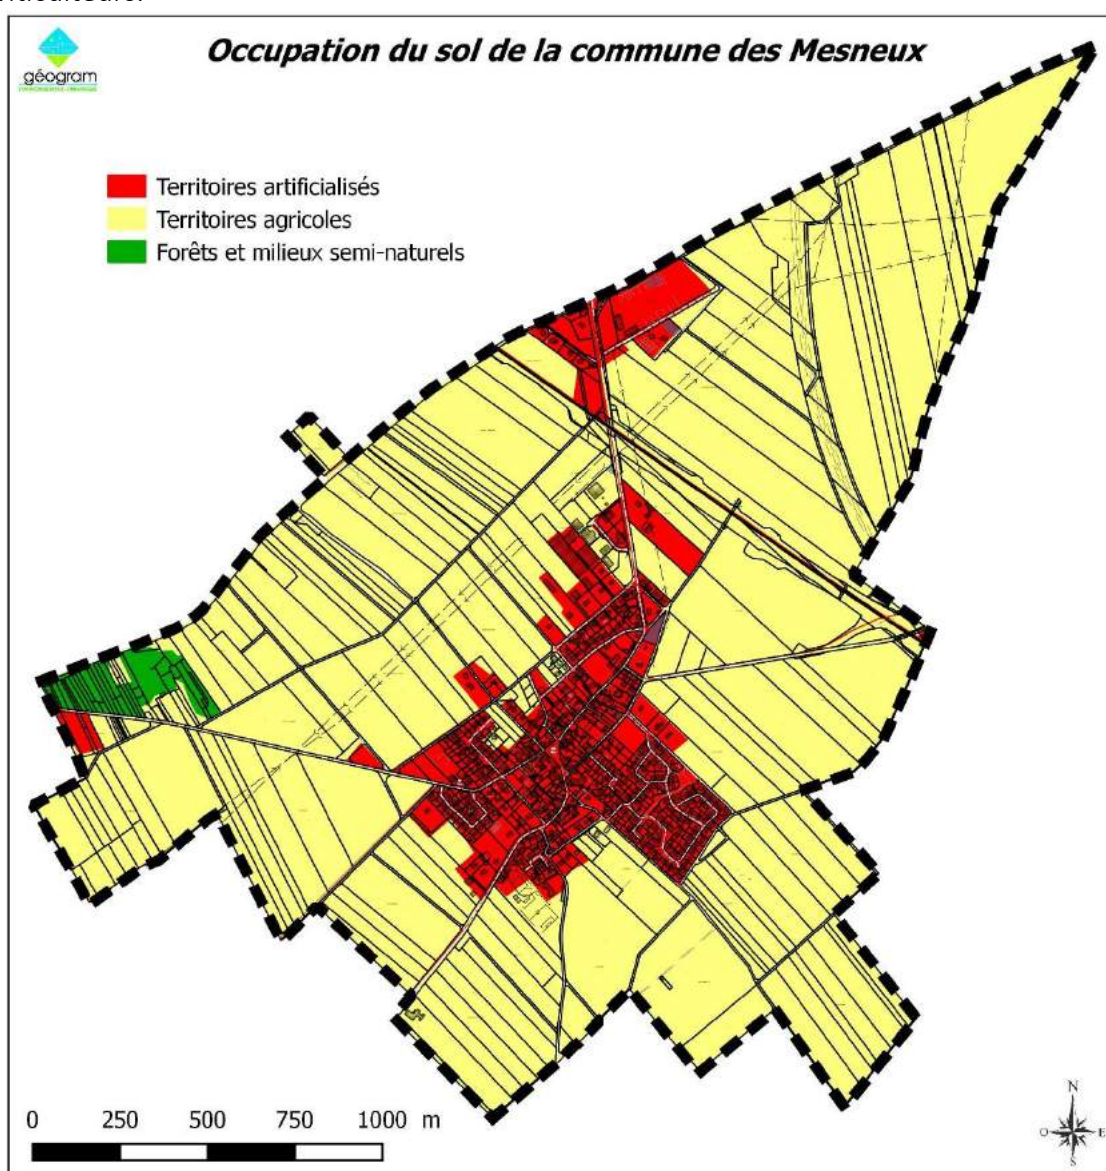 Occupation du sol de la commune des Mesneux
géogram
Territoires artificialisés
Territoires agricoles
Forêts et milieux semi-naturels
0 250 500 750 1000 m
N
O E
S